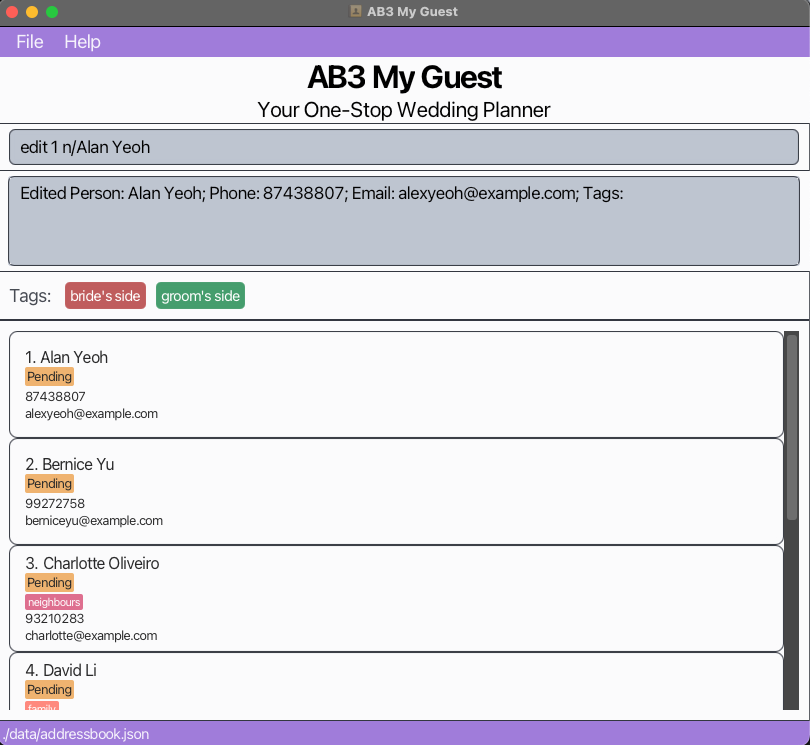 AB3 My Guest
File Help
AB3 My Guest
Your One-Stop Wedding Planner
edit 1 n/Alan Yeoh
Edited Person: Alan Yeoh; Phone: 87438807; Email: alexyeoh@example.com; Tags:
Tags: bride's side groom's side
1. Alan Yeoh
Pending
87438807
alexyeoh@example.com
2. Bernice Yu
Pending
99272758
berniceyu@example.com
3. Charlotte Oliveiro
Pending
neighbours
93210283
charlotte@example.com
4. David Li
Pending
family
./data/addressbook.json